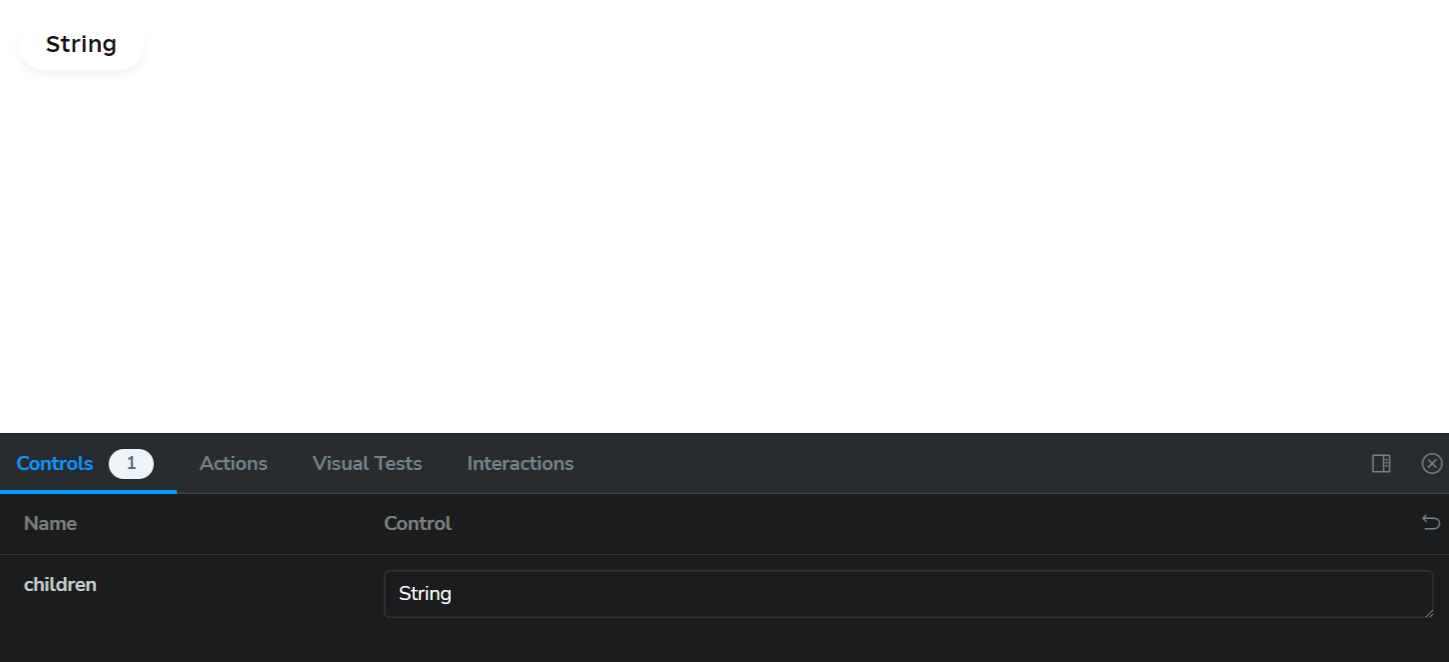 String
Controls 1 Actions Visual Tests Interactions
Name Control
children String